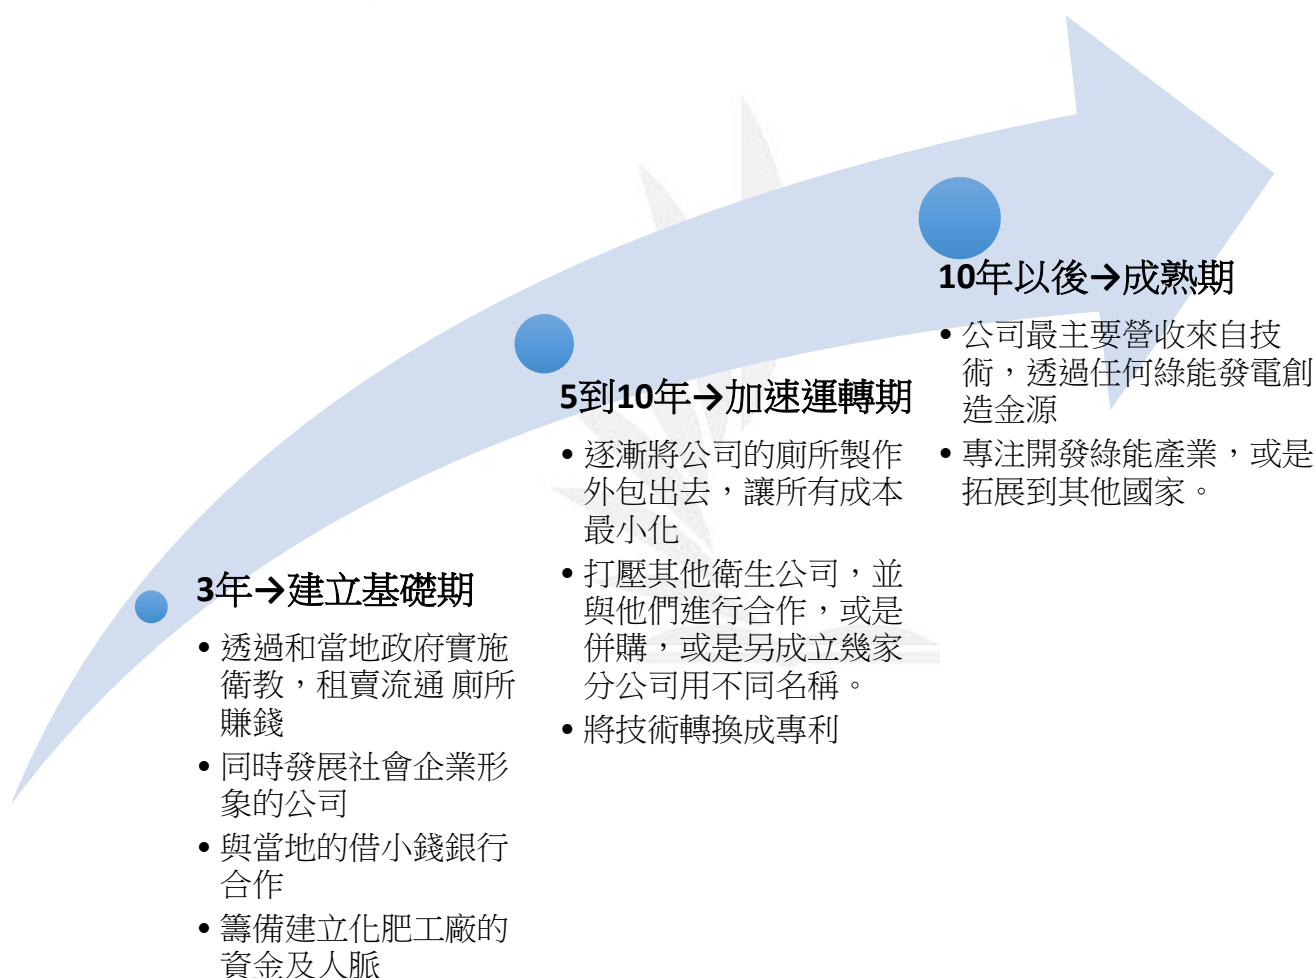 3年→建立基礎期
• 透過和當地政府實施
衛教，租賣流通 廁所
賺錢
• 同時發展社會企業形
象的公司
• 與當地的借小錢銀行
合作
• 籌備建立化肥工廠的
資金及人脈
5到10年→加速運轉期
• 逐漸將公司的廁所製作
外包出去，讓所有成本
最小化
• 打壓其他衛生公司，並
與他們進行合作，或是
併購，或是另成立幾家
分公司用不同名稱。
• 將技術轉換成專利
10年以後→成熟期
• 公司最主要營收來自技
術，透過任何綠能發電創
造金源
• 專注開發綠能產業，或是
拓展到其他國家。